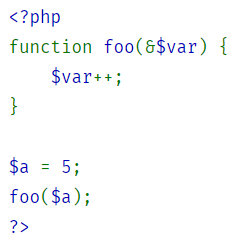 <?php
function foo(&$var) {
    $var++;
}

$a = 5;
foo($a);
?>